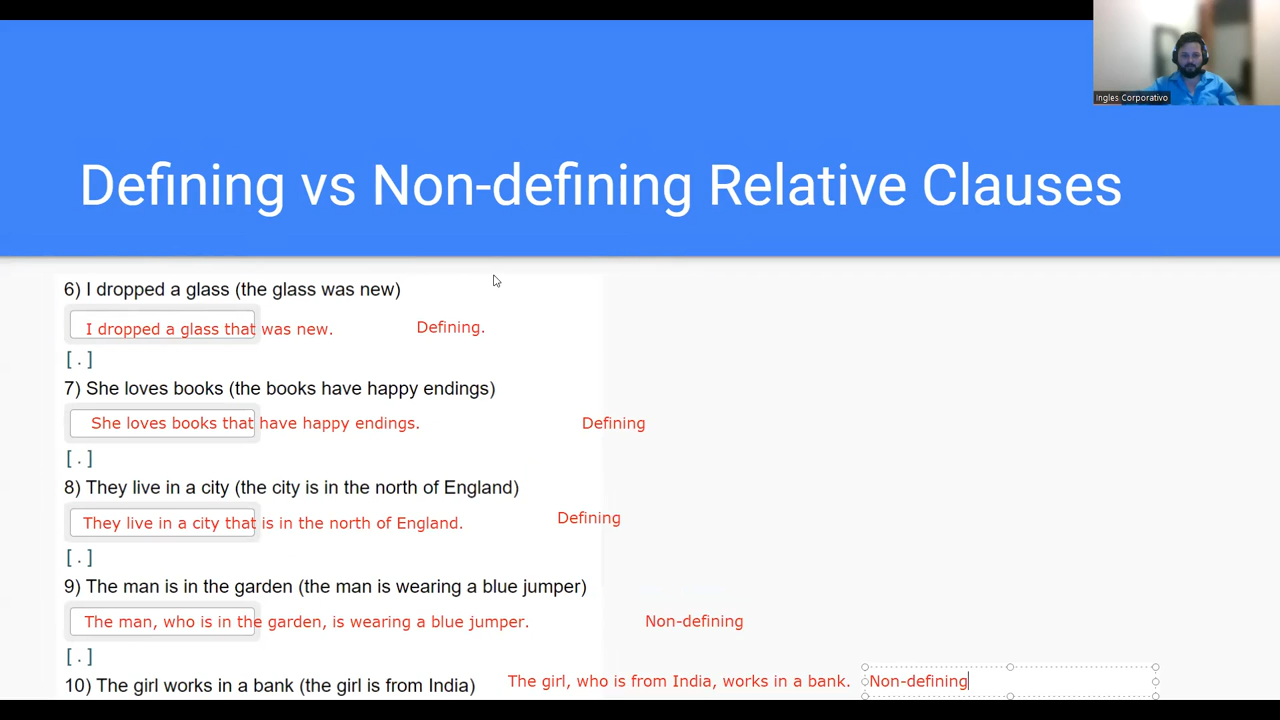 Ingles Corporativo
Defining vs Non-defining Relative Clauses
6) I dropped a glass (the glass was new)
I dropped a glass that was new. Defining.
[ . ]
7) She loves books (the books have happy endings)
She loves books that have happy endings. Defining
[ . ]
8) They live in a city (the city is in the north of England)
They live in a city that is in the north of England. Defining
[ . ]
9) The man is in the garden (the man is wearing a blue jumper)
The man, who is in the garden, is wearing a blue jumper. Non-defining
[ . ]
10) The girl works in a bank (the girl is from India) The girl, who is from India, works in a bank. Non-defining